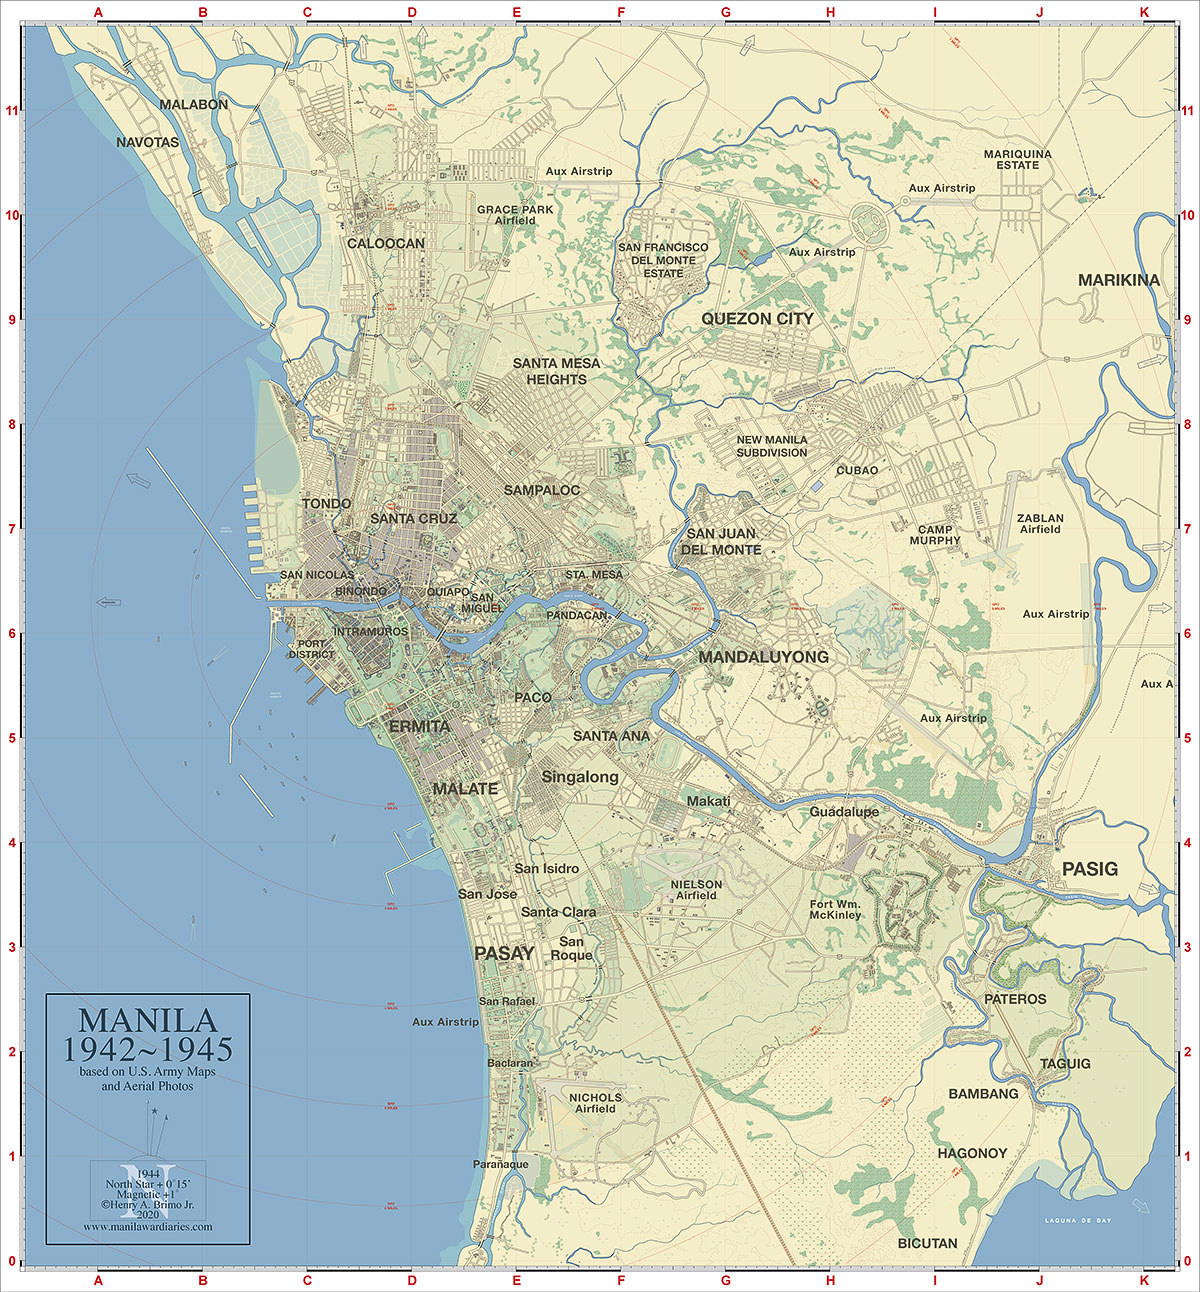 A B C D E F G H I J K
11 11
MALABON
NAVOTAS
MARIQUINA
ESTATE
Aux Airstrip
Aux Airstrip
10 10
GRACE PARK
Airfield
CALOOCAN
SAN FRANCISCO
DEL MONTE
ESTATE
Aux Airstrip
MARIKINA
9 9
QUEZON CITY
SANTA MESA
HEIGHTS
8 8
NEW MANILA
SUBDIVISION
CUBAO
SAMPALOC
TONDO
SANTA CRUZ
7 7
ZABLAN
Airfield
CAMP
MURPHY
SAN JUAN
DEL MONTE
SAN NICOLAS
STA. MESA
BINONDO
QUIAPO
SAN
MIGUEL
PANDACAN
Aux Airstrip
6 6
INTRAMUROS
PORT
DISTRICT
MANDALUYONG
Aux A
PACO
ERMITA
Aux Airstrip
SANTA ANA
5 5
Singalong
MALATE
Makati
Guadalupe
4 4
San Isidro
PASIG
San Jose
NIELSON
Airfield
Santa Clara
Fort Wm.
McKinley
3 3
PASAY
San
Roque
San Rafael
PATEROS
Aux Airstrip
2 2
Baclaran
TAGUIG
BAMBANG
NICHOLS
Airfield
1 1
HAGONOY
Parañaque
LAGUNA DE BAY
BICUTAN
0 0
MANILA
1942~1945
based on U.S. Army Maps
and Aerial Photos
N
1944
North Star + 0°15'
Magnetic +1°
©Henry A. Brimo Jr.
2020
www.manilawardiaries.com
A B C D E F G H I J K